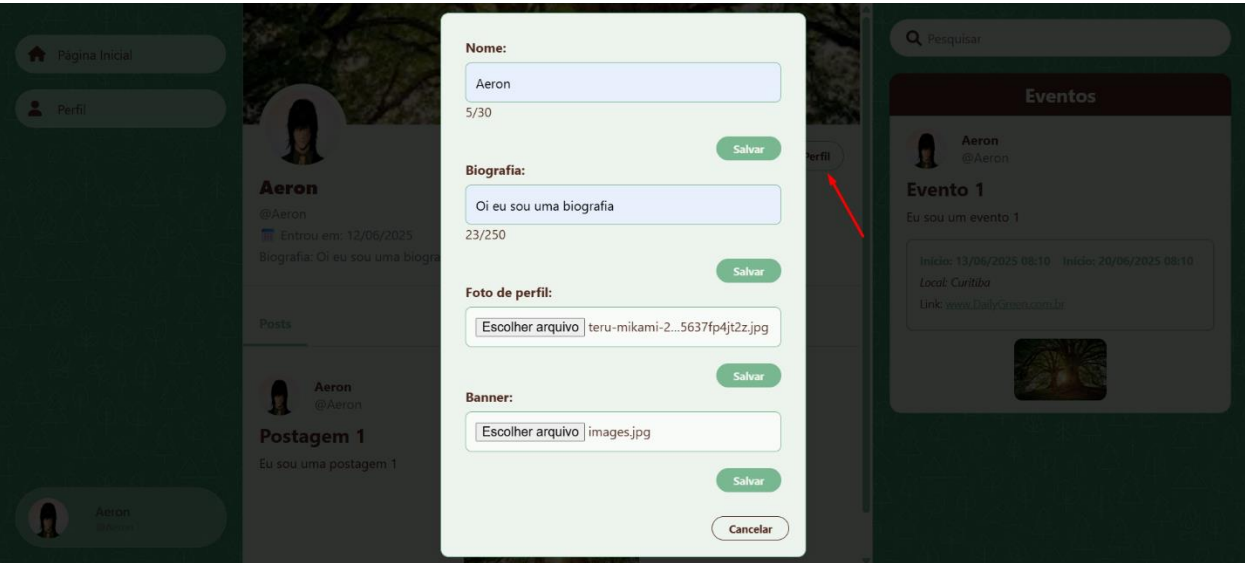 Página Inicial
Perfil
Aeron
@Aeron
Aeron
@Aeron
Entrou em: 12/06/2025
Biografia: Oi eu sou uma biogra
Posts
Aeron
@Aeron
Postagem 1
Eu sou uma postagem 1
Nome:
Aeron
5/30
Salvar
Biografia:
Oi eu sou uma biografia
23/250
Salvar
Foto de perfil:
Escolher arquivo teru-mikami-2...5637fp4jt2z.jpg
Salvar
Banner:
Escolher arquivo images.jpg
Salvar
Cancelar
Perfil
Pesquisar
Eventos
Aeron
@Aeron
Evento 1
Eu sou um evento 1
Início: 13/06/2025 08:10 Início: 20/06/2025 08:10
Local: Curitiba
Link: www.DailyGreen.com.br